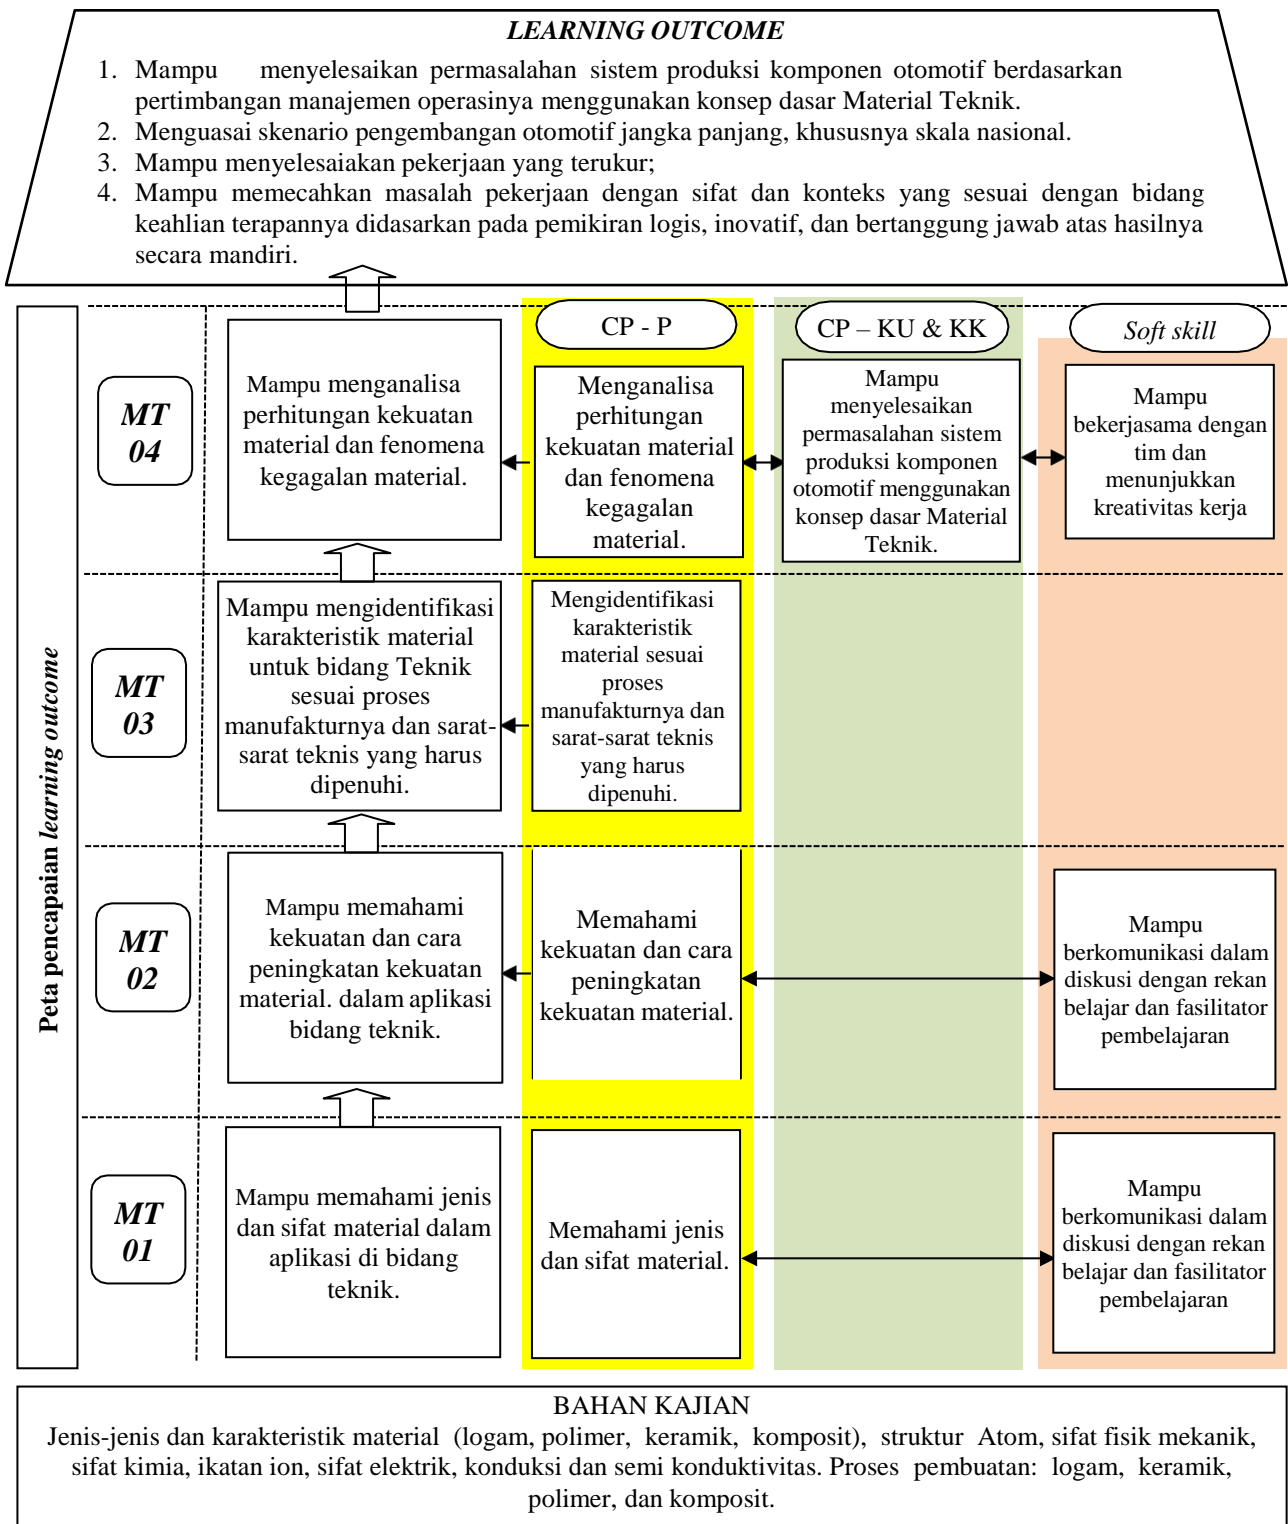 LEARNING OUTCOME
1. Mampu menyelesaikan permasalahan sistem produksi komponen otomotif berdasarkan
pertimbangan manajemen operasinya menggunakan konsep dasar Material Teknik.
2. Menguasai skenario pengembangan otomotif jangka panjang, khususnya skala nasional.
3. Mampu menyelesaiakan pekerjaan yang terukur;
4. Mampu memecahkan masalah pekerjaan dengan sifat dan konteks yang sesuai dengan bidang
keahlian terapannya didasarkan pada pemikiran logis, inovatif, dan bertanggung jawab atas hasilnya
secara mandiri.
Peta pencapaian learning outcome
CP - P
CP – KU & KK
Soft skill
MT
04
Mampu menganalisa
perhitungan kekuatan
material dan fenomena
kegagalan material.
Menganalisa
perhitungan
kekuatan material
dan fenomena
kegagalan
material.
Mampu
menyelesaikan
permasalahan sistem
produksi komponen
otomotif menggunakan
konsep dasar Material
Teknik.
Mampu
bekerjasama dengan
tim dan
menunjukkan
kreativitas kerja
MT
03
Mampu mengidentifikasi
karakteristik material
untuk bidang Teknik
sesuai proses
manufakturnya dan sarat-
sarat teknis yang harus
dipenuhi.
Mengidentifikasi
karakteristik
material sesuai
proses
manufakturnya dan
sarat-sarat teknis
yang harus
dipenuhi.
MT
02
Mampu memahami
kekuatan dan cara
peningkatan kekuatan
material. dalam aplikasi
bidang teknik.
Memahami
kekuatan dan cara
peningkatan
kekuatan material.
Mampu
berkomunikasi dalam
diskusi dengan rekan
belajar dan fasilitator
pembelajaran
MT
01
Mampu memahami jenis
dan sifat material dalam
aplikasi di bidang
teknik.
Memahami jenis
dan sifat material.
Mampu
berkomunikasi dalam
diskusi dengan rekan
belajar dan fasilitator
pembelajaran
BAHAN KAJIAN
Jenis-jenis dan karakteristik material (logam, polimer, keramik, komposit), struktur Atom, sifat fisik mekanik,
sifat kimia, ikatan ion, sifat elektrik, konduksi dan semi konduktivitas. Proses pembuatan: logam, keramik,
polimer, dan komposit.